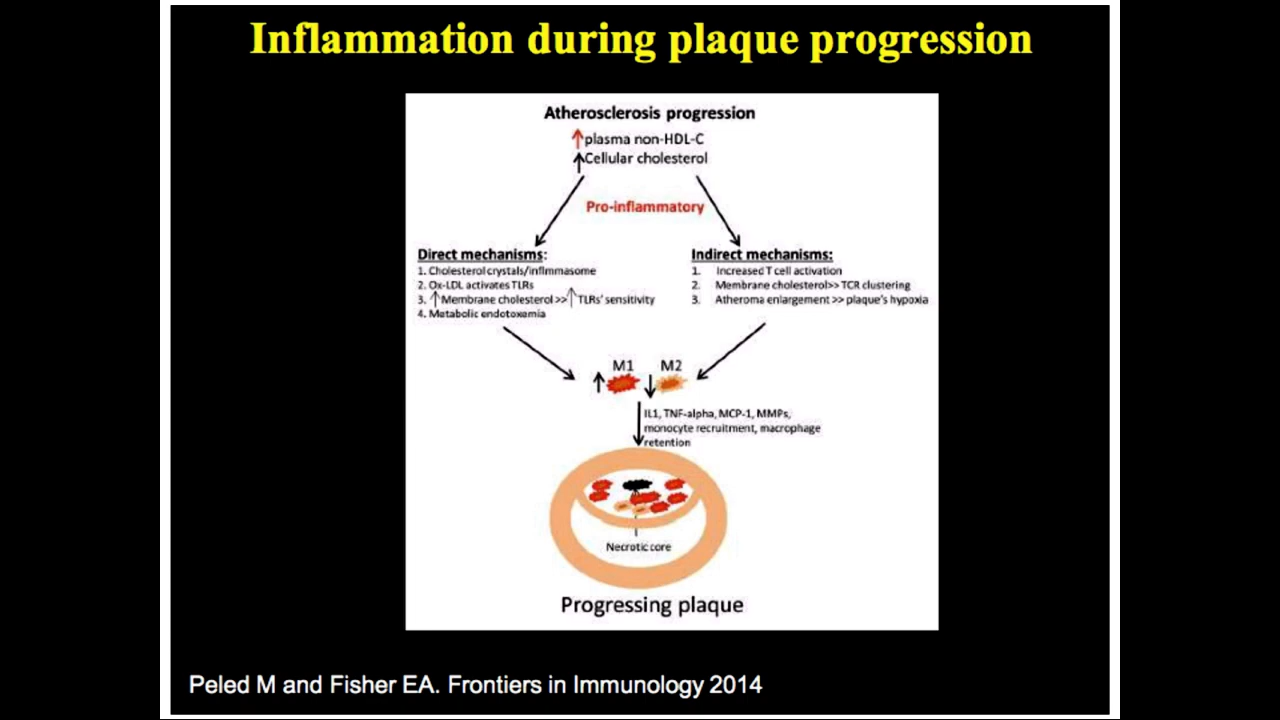 Inflammation during plaque progression
Atherosclerosis progression
↑plasma non-HDL-C
↑Cellular cholesterol
Pro-inflammatory
Direct mechanisms:
1. Cholesterol crystals/inflmmasome
2. Ox-LDL activates TLRs
3. ↑Membrane cholesterol >>↑TLRs' sensitivity
4. Metabolic endotoxamia
Indirect mechanisms:
1. Increased T cell activation
2. Membrane cholesterol>> TCR clustering
3. Atheroma enlargement >> plaque's hypoxia
M1 M2
IL1, TNF-alpha, MCP-1, MMPs,
monocyte recruitment, macrophage
retention
Necrotic core
Progressing plaque
Peled M and Fisher EA. Frontiers in Immunology 2014